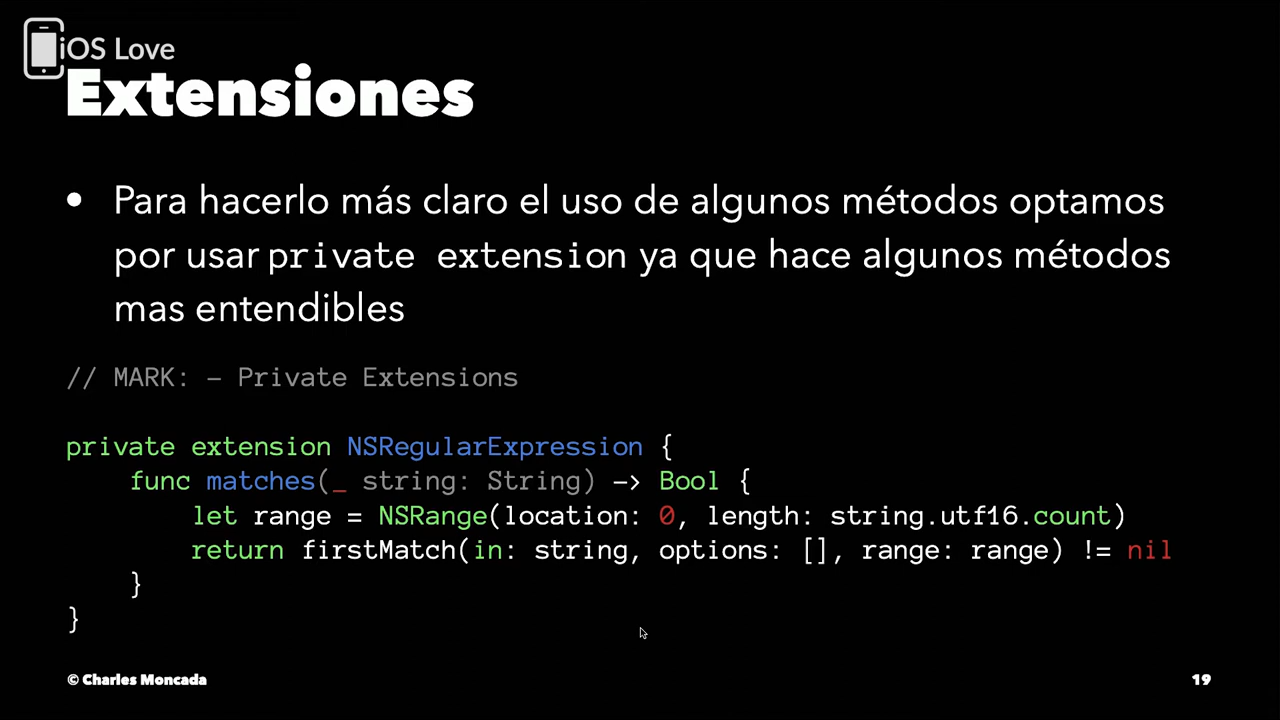 iOS Love
Extensiones
• Para hacerlo más claro el uso de algunos métodos optamos
por usar private extension ya que hace algunos métodos
mas entendibles
// MARK: - Private Extensions
private extension NSRegularExpression {
    func matches(_ string: String) -> Bool {
        let range = NSRange(location: 0, length: string.utf16.count)
        return firstMatch(in: string, options: [], range: range) != nil
    }
}
© Charles Moncada
19